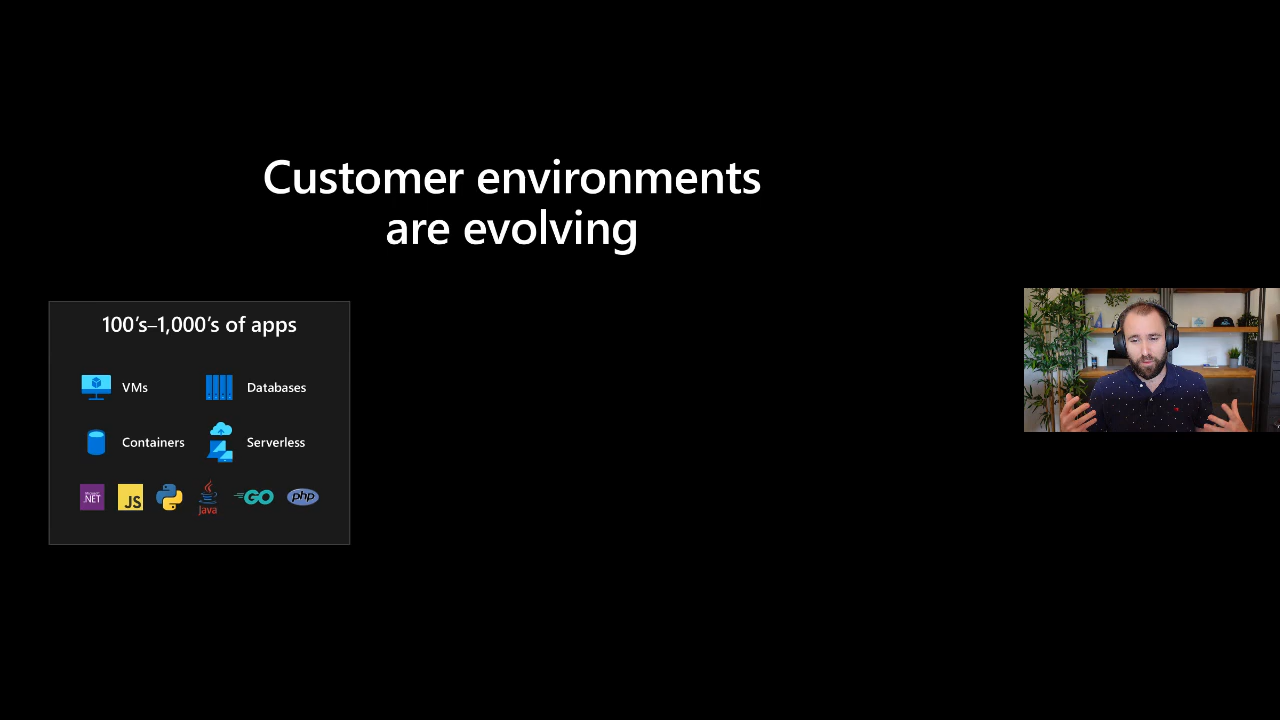 Customer environments
are evolving
100's–1,000's of apps
VMs
Databases
Containers
Serverless
.NET
JS
Java
GO
php